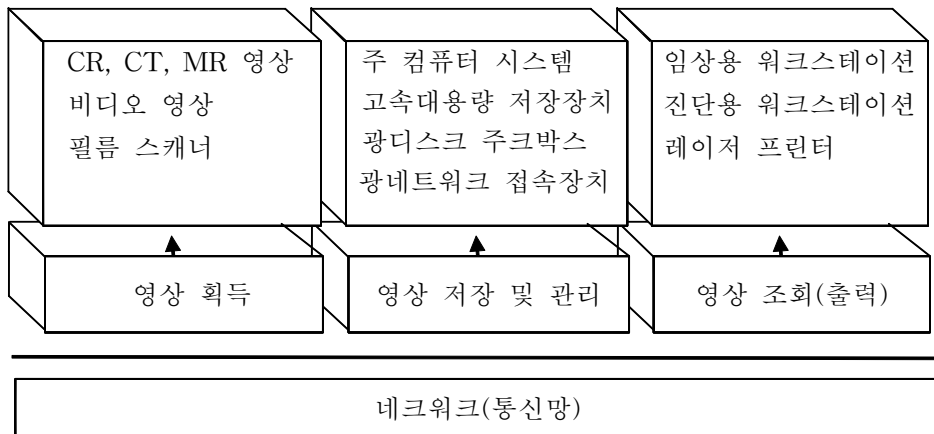 CR, CT, MR 영상
비디오 영상
필름 스캐너
주 컴퓨터 시스템
고속대용량 저장장치
광디스크 주크박스
광네트워크 접속장치
임상용 워크스테이션
진단용 워크스테이션
레이저 프린터
영상 획득
영상 저장 및 관리
영상 조회(출력)
네크워크(통신망)